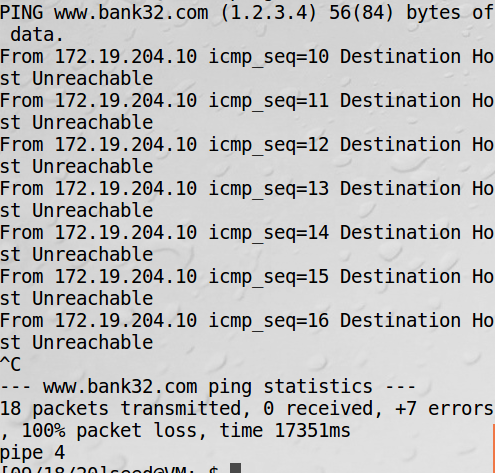 PING www.bank32.com (1.2.3.4) 56(84) bytes of
 data.
From 172.19.204.10 icmp_seq=10 Destination Ho
st Unreachable
From 172.19.204.10 icmp_seq=11 Destination Ho
st Unreachable
From 172.19.204.10 icmp_seq=12 Destination Ho
st Unreachable
From 172.19.204.10 icmp_seq=13 Destination Ho
st Unreachable
From 172.19.204.10 icmp_seq=14 Destination Ho
st Unreachable
From 172.19.204.10 icmp_seq=15 Destination Ho
st Unreachable
From 172.19.204.10 icmp_seq=16 Destination Ho
st Unreachable
^C
--- www.bank32.com ping statistics ---
18 packets transmitted, 0 received, +7 errors
, 100% packet loss, time 17351ms
pipe 4
[09/18/20]seed@VM:~$